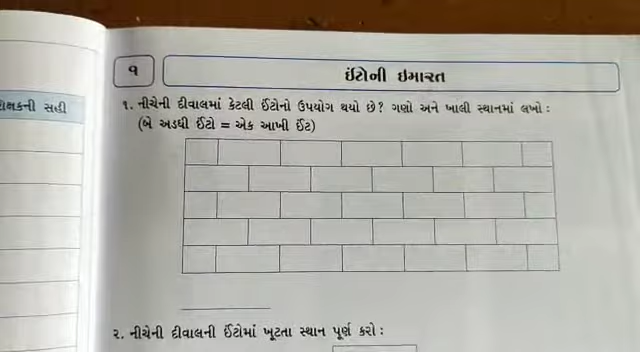 શિક્ષકની સહી
૧
ઈંટોની ઇમારત
૧. નીચેની દીવાલમાં કેટલી ઈંટોનો ઉપયોગ થયો છે? ગણો અને ખાલી સ્થાનમાં લખો :
(બે અડધી ઈંટો = એક આખી ઈંટ)
૨. નીચેની દીવાલની ઈંટોમાં ખૂટતા સ્થાન પૂર્ણ કરો :